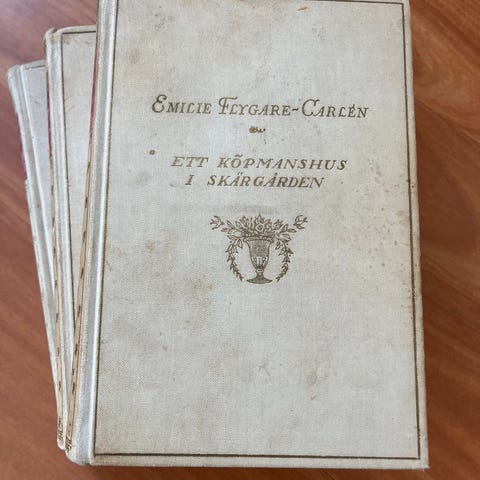 EMILIE FLYGARE-CARLÉN
ETT KÖPMANSHUS
I SKÄRGÅRDEN